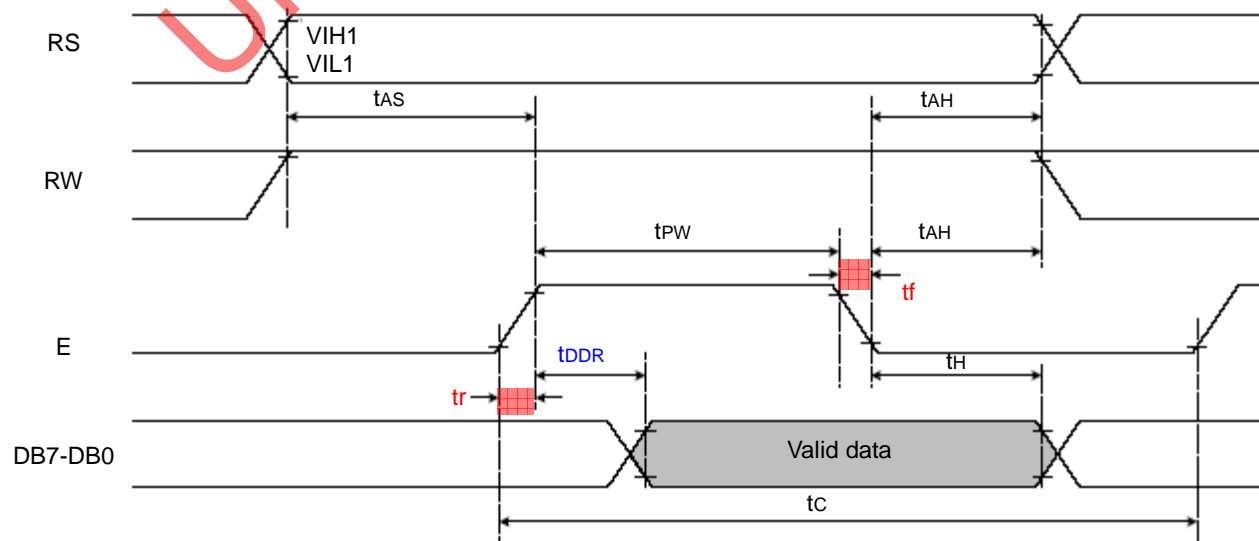 RS
VIH1
VIL1
tAS
tAH
RW
tPW
tAH
tf
E
tDDR
tH
tr
DB7-DB0
Valid data
tC